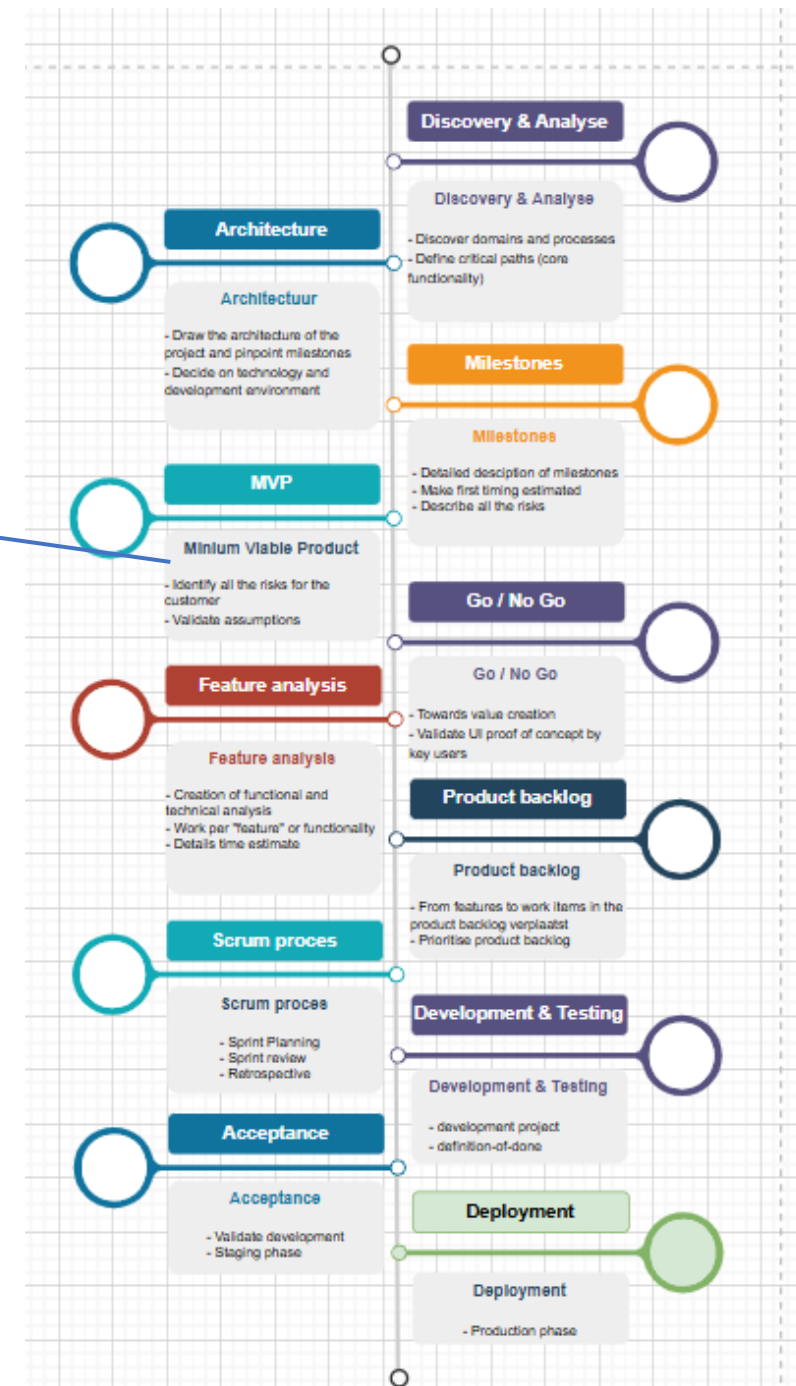 Discovery & Analyse
Discovery & Analyse
- Discover domains and processes
- Define critical paths (core
functionality)
Architecture
Architectuur
- Draw the architecture of the
project and pinpoint milestones
- Decide on technology and
development environment
Milestones
Milestones
- Detailed desciption of milestones
- Make first timing estimated
- Describe all the risks
MVP
Minium Viable Product
- Identify all the risks for the
customer
- Validate assumptions
Go / No Go
Go / No Go
- Towards value creation
- Validate UI proof of concept by
key users
Feature analysis
Feature analysis
- Creation of functional and
technical analysis
- Work per "feature" or functionality
- Details time estimate
Product backlog
Product backlog
- From features to work items in the
product backlog verplaatst
- Prioritise product backlog
Scrum proces
Scrum proces
- Sprint Planning
- Sprint review
- Retrospective
Development & Testing
Development & Testing
- development project
- definition-of-done
Acceptance
Acceptance
- Validate development
- Staging phase
Deployment
Deployment
- Production phase